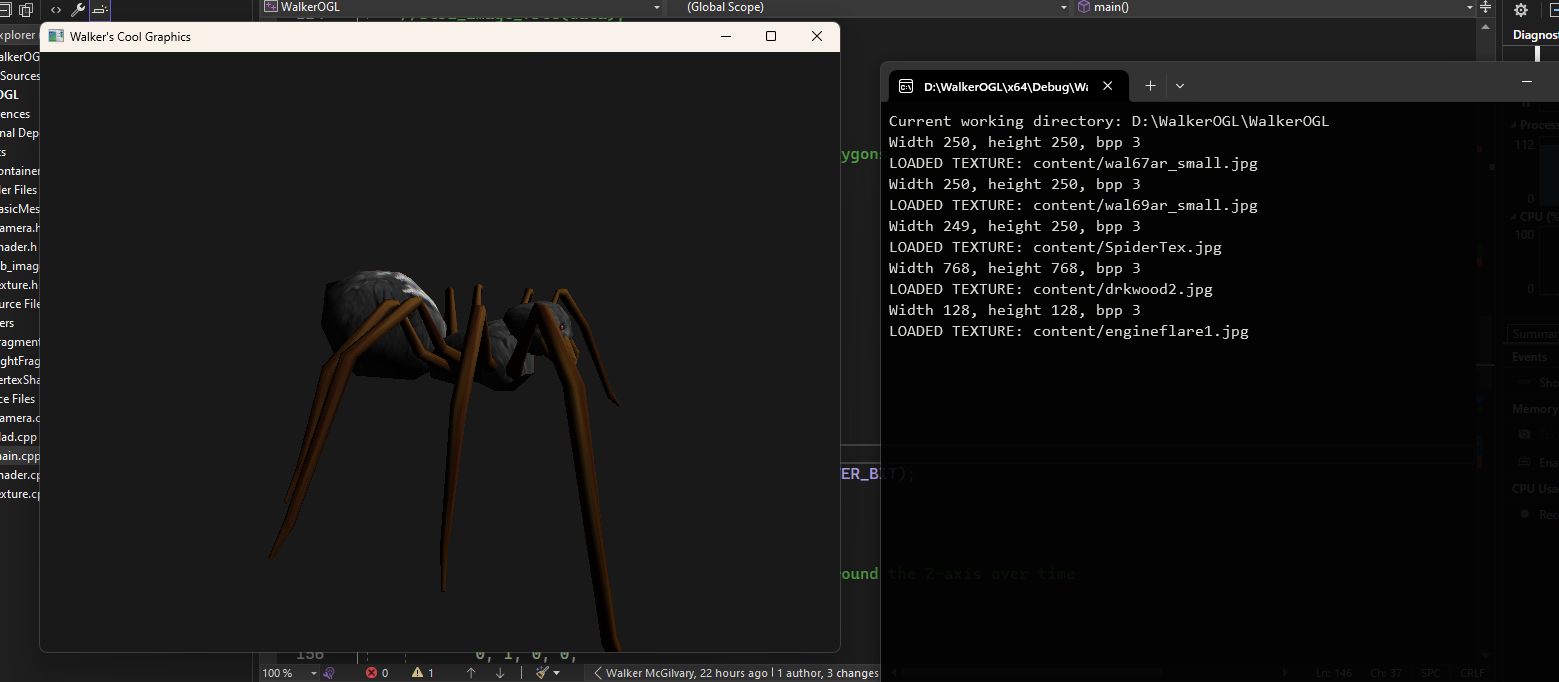 WalkerOGL
(Global Scope)
main()
Walker's Cool Graphics
Diagnos
xplorer
alkerOG
Sources
OGL
ences
nal Dep
ts
ontainer
der Files
asicMes
amera.h
hader.h
b_imag
exture.h
urce File
ers
ragment
ghtFrag
ertexSha
ce Files
amera.c
lad.cpp
main.cpp
hader.cp
exture.cp
D:\WalkerOGL\x64\Debug\Wa
Current working directory: D:\WalkerOGL\WalkerOGL
Width 250, height 250, bpp 3
LOADED TEXTURE: content/wal67ar_small.jpg
Width 250, height 250, bpp 3
LOADED TEXTURE: content/wal69ar_small.jpg
Width 249, height 250, bpp 3
LOADED TEXTURE: content/SpiderTex.jpg
Width 768, height 768, bpp 3
LOADED TEXTURE: content/drkwood2.jpg
Width 128, height 128, bpp 3
LOADED TEXTURE: content/engineflare1.jpg
ygons
ER_BIT);
ound the Z-axis over time
Process
112
0
CPU (%
100
0
Summar
Events
Sho
Memory
Ena
CPU Usa
Rec
156
0, 1, 0, 0,
100 %
0
1
Walker McGilvary, 22 hours ago | 1 author, 3 changes
Ln: 146
Ch: 37
SPC
CRLF